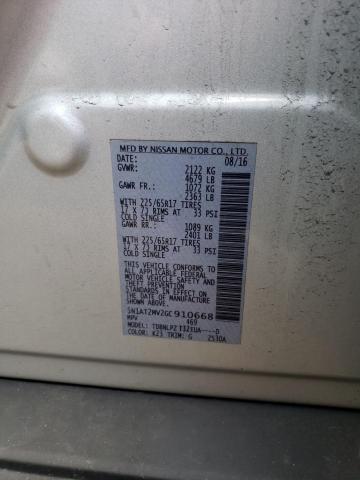 MFD BY NISSAN MOTOR CO., LTD.
DATE: 08/16
GVWR: 2122 KG
4679 LB
GAWR FR: 1072 KG
2363 LB
WITH 225/65R17 TIRES
17 X 7J RIMS AT 33 PSI
COLD SINGLE
GAWR RR: 1089 KG
2401 LB
WITH 225/65R17 TIRES
17 X 7J RIMS AT 33 PSI
COLD SINGLE
THIS VEHICLE CONFORMS TO ALL
APPLICABLE FEDERAL MOTOR
VEHICLE SAFETY AND
THEFT PREVENTION
STANDARDS IN EFFECT
ON THE DATE OF
MANUFACTURE SHOWN ABOVE
5N1AT2MV2GC910668
MPV 469
MODEL:
COLOR: K23 TRIM: G 2530A